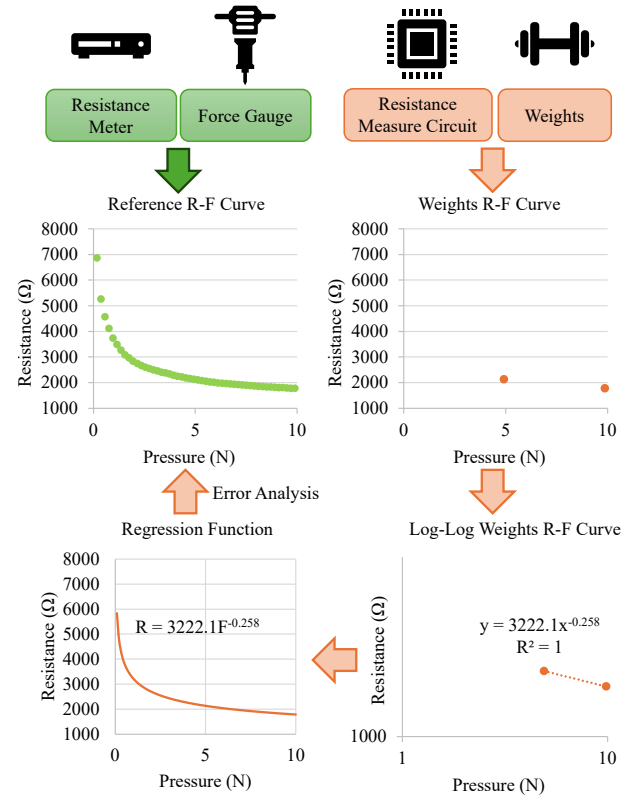 Resistance
Meter
Force Gauge
Resistance
Measure Circuit
Weights
Reference R-F Curve
8000
7000
6000
5000
4000
3000
2000
1000
Resistance (Ω)
0
5
10
Pressure (N)
Weights R-F Curve
8000
7000
6000
5000
4000
3000
2000
1000
Resistance (Ω)
0
5
10
Pressure (N)
Error Analysis
Regression Function
8000
7000
6000
5000
4000
3000
2000
1000
Resistance (Ω)
R = 3222.1F^-0.258
0
5
10
Pressure (N)
Log-Log Weights R-F Curve
Resistance (Ω)
y = 3222.1x^-0.258
R² = 1
1000
1
10
Pressure (N)